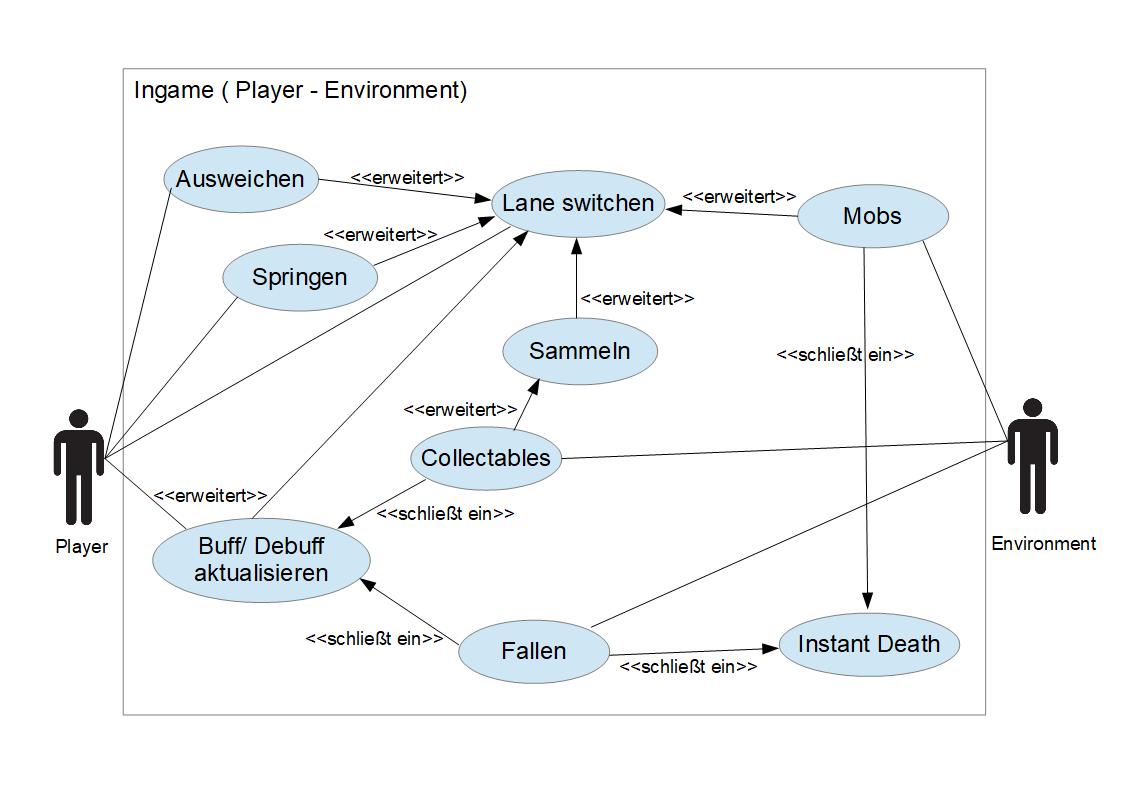 Ingame ( Player - Environment)
Ausweichen
<<erweitert>>
Lane switchen
<<erweitert>>
Mobs
<<erweitert>>
Springen
<<erweitert>>
Sammeln
<<schließt ein>>
<<erweitert>>
Collectables
<<erweitert>>
<<schließt ein>>
Player
Environment
Buff/ Debuff
aktualisieren
<<schließt ein>>
Fallen
<<schließt ein>>
Instant Death